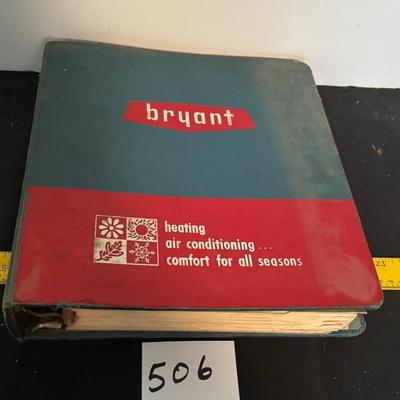 bryant
heating
air conditioning...
comfort for all seasons
506